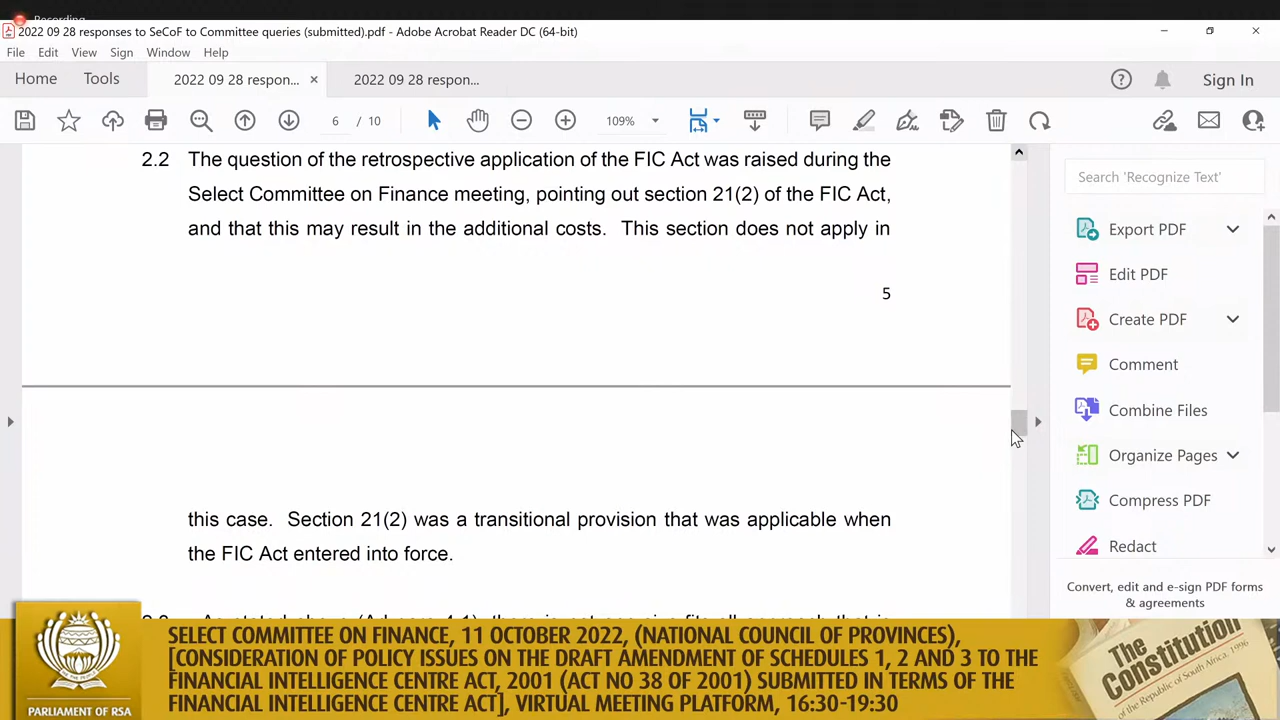 Recording
2022 09 28 responses to SeCoF to Committee queries (submitted).pdf - Adobe Acrobat Reader DC (64-bit)
File Edit View Sign Window Help
Home Tools 2022 09 28 respon... × 2022 09 28 respon... Sign In
6 / 10 109%
2.2 The question of the retrospective application of the FIC Act was raised during the
Select Committee on Finance meeting, pointing out section 21(2) of the FIC Act,
and that this may result in the additional costs. This section does not apply in
5
this case. Section 21(2) was a transitional provision that was applicable when
the FIC Act entered into force.
Search 'Recognize Text'
Export PDF
Edit PDF
Create PDF
Comment
Combine Files
Organize Pages
Compress PDF
Redact
Convert, edit and e-sign PDF forms
& agreements
PARLIAMENT OF RSA
SELECT COMMITTEE ON FINANCE, 11 OCTOBER 2022, (NATIONAL COUNCIL OF PROVINCES),
[CONSIDERATION OF POLICY ISSUES ON THE DRAFT AMENDMENT OF SCHEDULES 1, 2 AND 3 TO THE
FINANCIAL INTELLIGENCE CENTRE ACT, 2001 (ACT NO 38 OF 2001) SUBMITTED IN TERMS OF THE
FINANCIAL INTELLIGENCE CENTRE ACT], VIRTUAL MEETING PLATFORM, 16:30-19:30
The
Constitution
of the Republic of South Africa, 1996